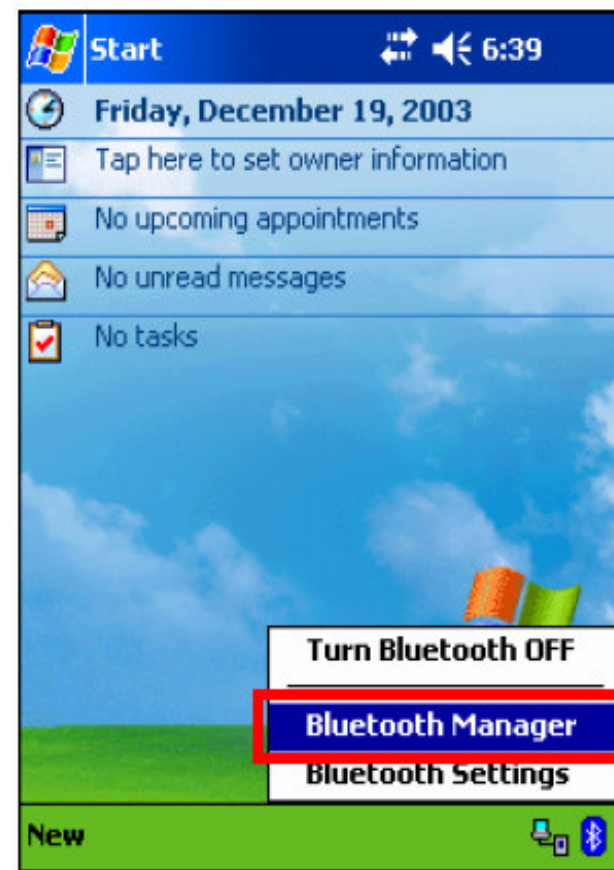 Start 6:39
Friday, December 19, 2003
Tap here to set owner information
No upcoming appointments
No unread messages
No tasks
Turn Bluetooth OFF
Bluetooth Manager
Bluetooth Settings
New